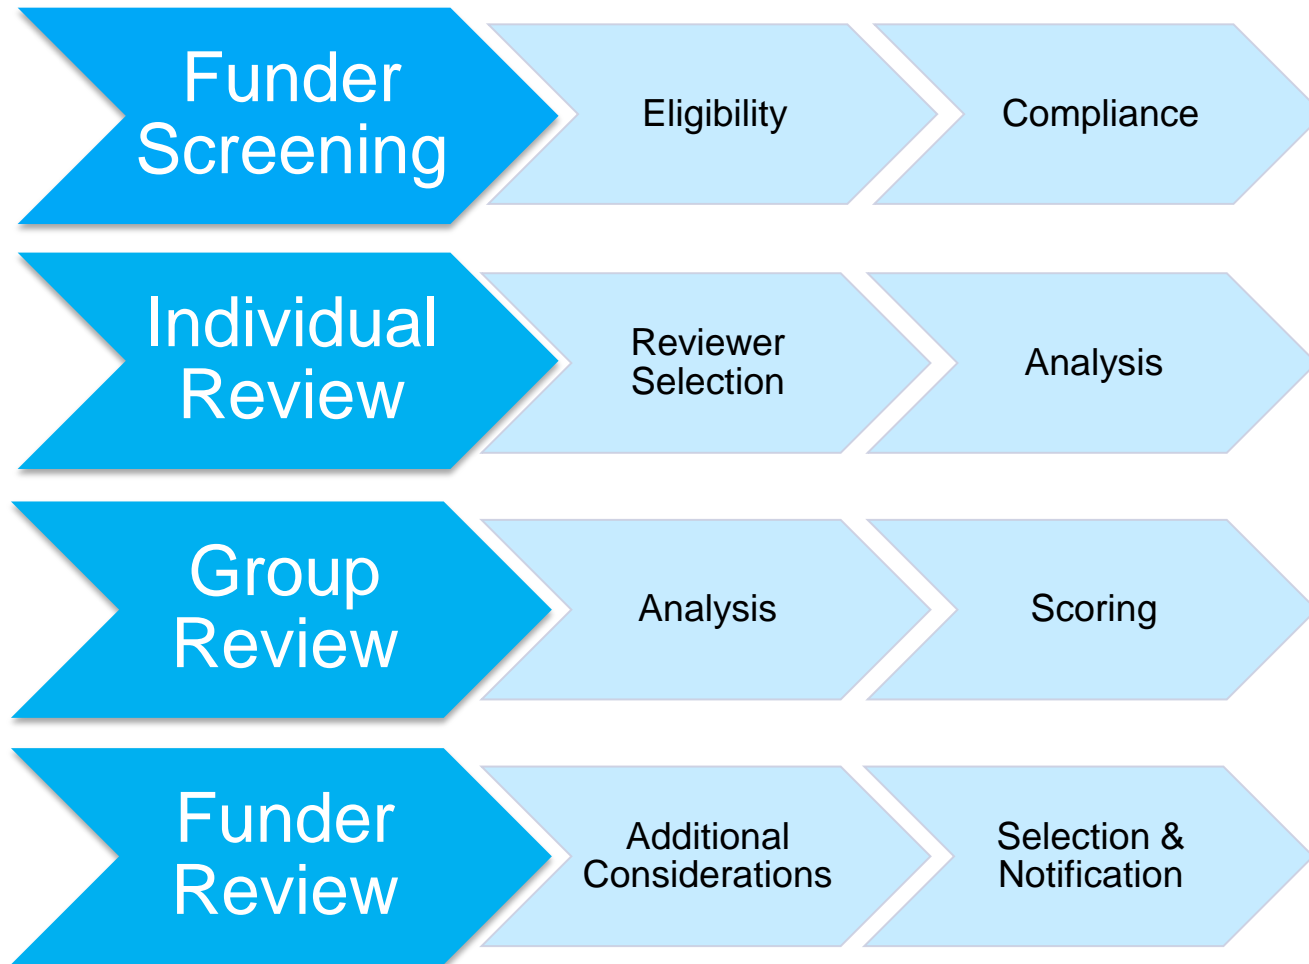 Funder
Screening
Eligibility
Compliance
Individual
Review
Reviewer
Selection
Analysis
Group
Review
Analysis
Scoring
Funder
Review
Additional
Considerations
Selection &
Notification